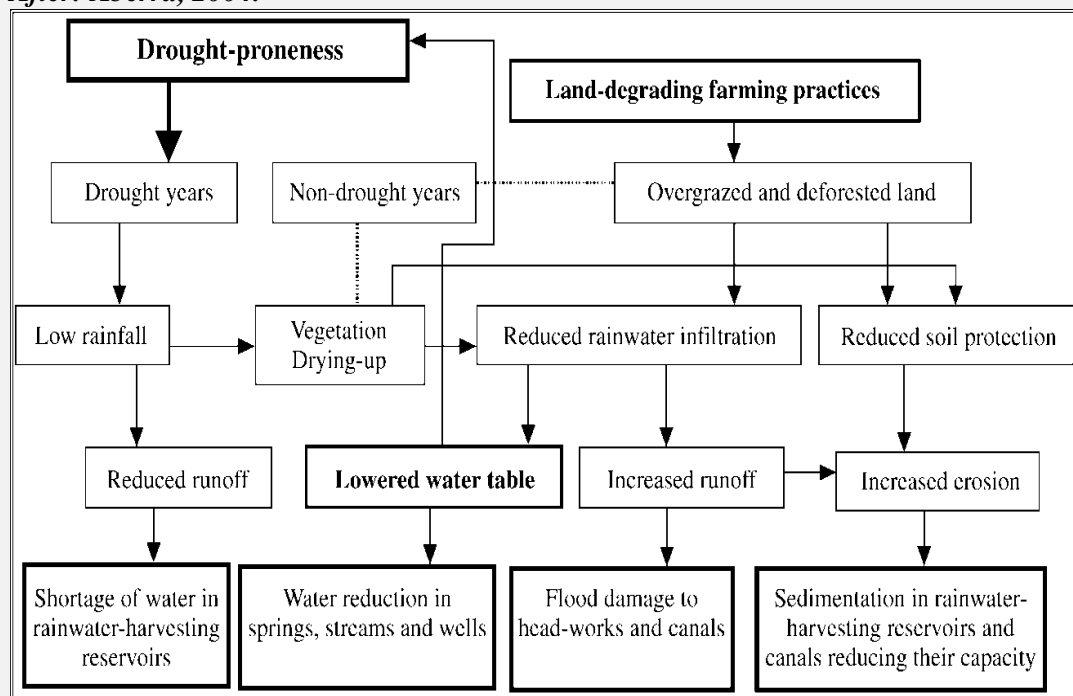 After: Aberra, 2004.
Drought-proneness
Land-degrading farming practices
Drought years
Non-drought years
Overgrazed and deforested land
Low rainfall
Vegetation
Drying-up
Reduced rainwater infiltration
Reduced soil protection
Reduced runoff
Lowered water table
Increased runoff
Increased erosion
Shortage of water in
rainwater-harvesting
reservoirs
Water reduction in
springs, streams and wells
Flood damage to
head-works and canals
Sedimentation in rainwater-
harvesting reservoirs and
canals reducing their capacity